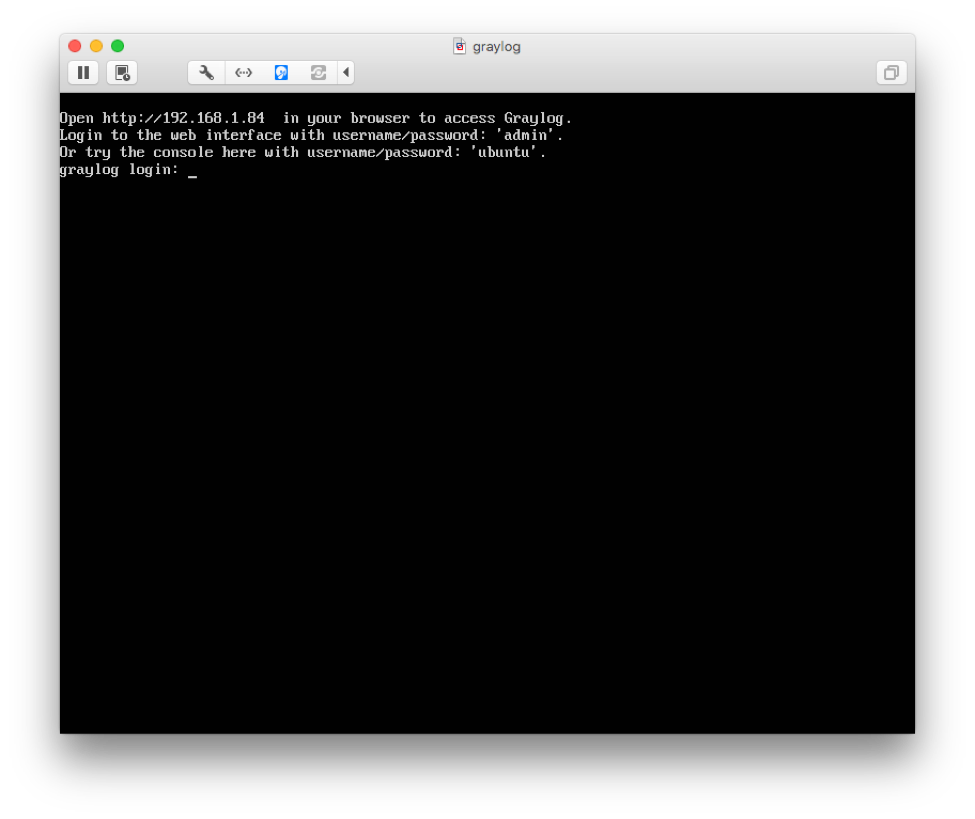 graylog
Open http://192.168.1.84  in your browser to access Graylog.
Login to the web interface with username/password: 'admin'.
Or try the console here with username/password: 'ubuntu'.
graylog login: _